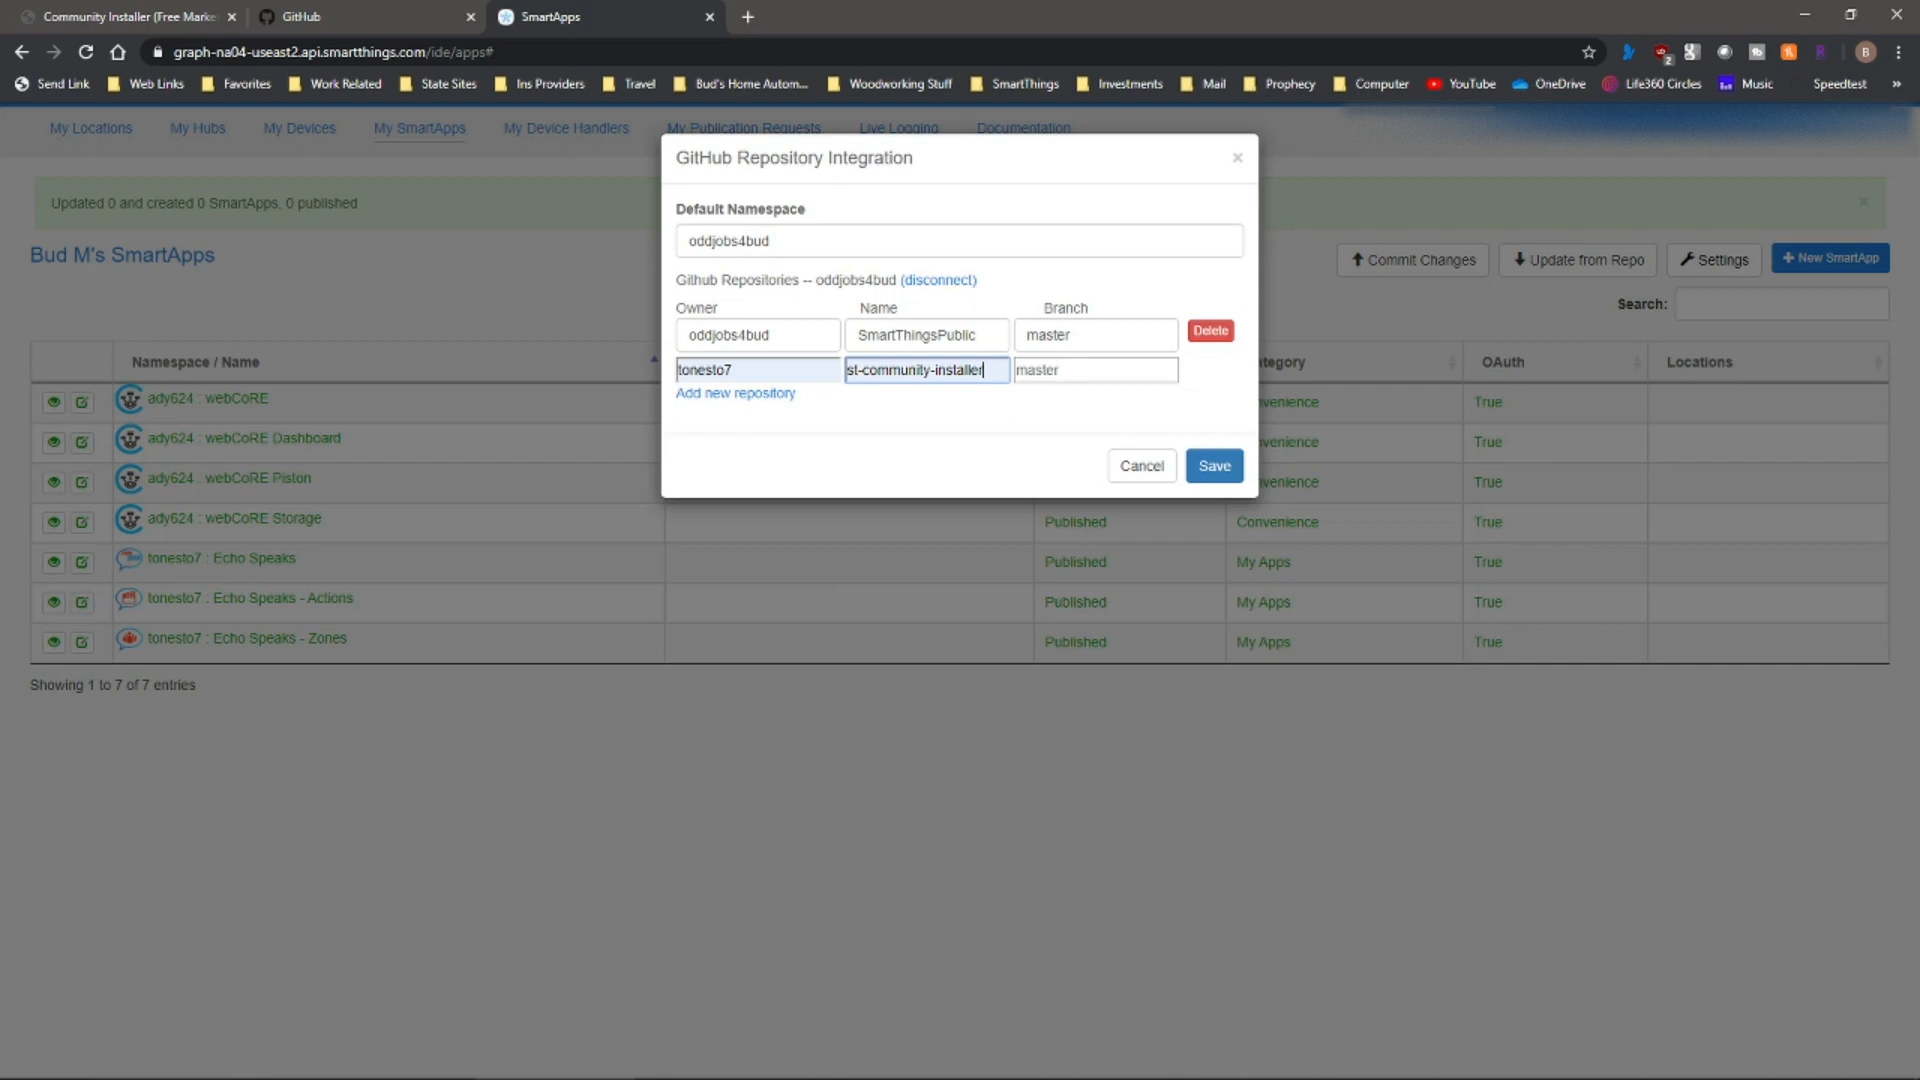 Community Installer (Free Marke
GitHub
SmartApps
graph-na04-useast2.api.smartthings.com/ide/apps#
2
B
Send Link
Web Links
Favorites
Work Related
State Sites
Ins Providers
Travel
Bud's Home Autom...
Woodworking Stuff
SmartThings
Investments
Mail
Prophecy
Computer
YouTube
OneDrive
Life360 Circles
Music
Speedtest
»
My Locations
My Hubs
My Devices
My SmartApps
My Device Handlers
My Publication Requests
Live Logging
Documentation
GitHub Repository Integration
×
Updated 0 and created 0 SmartApps, 0 published
×
Default Namespace
oddjobs4bud
Bud M's SmartApps
Commit Changes
Update from Repo
Settings
+ New SmartApp
Github Repositories -- oddjobs4bud (disconnect)
Search:
Owner
Name
Branch
oddjobs4bud
SmartThingsPublic
master
Delete
tonesto7
st-community-installer
master
Add new repository
Cancel
Save
Namespace / Name
tegory
OAuth
Locations
ady624 : webCoRE
nvenience
True
ady624 : webCoRE Dashboard
nvenience
True
ady624 : webCoRE Piston
nvenience
True
ady624 : webCoRE Storage
Published
Convenience
True
tonesto7 : Echo Speaks
Published
My Apps
True
tonesto7 : Echo Speaks - Actions
Published
My Apps
True
tonesto7 : Echo Speaks - Zones
Published
My Apps
True
Showing 1 to 7 of 7 entries